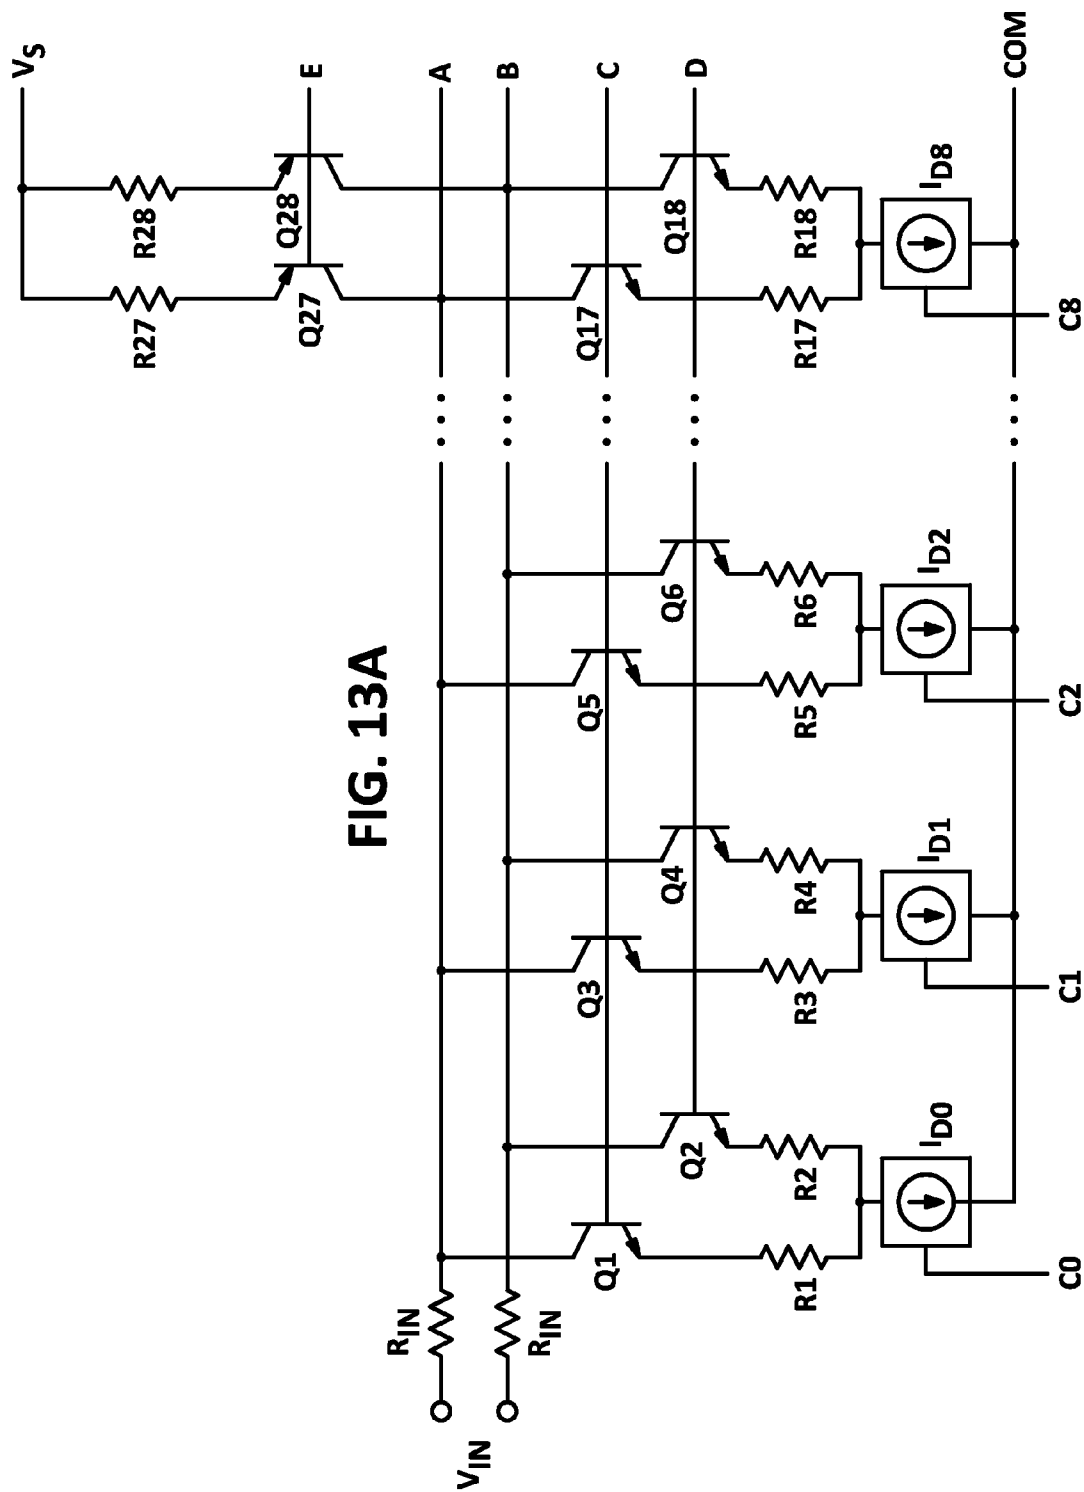 FIG. 13A
VS
R27
R28
E
Q27
Q28
VIN
RIN
RIN
A
B
C
D
Q1
Q2
Q3
Q4
Q5
Q6
Q17
Q18
R1
R2
R3
R4
R5
R6
R17
R18
ID0
ID1
ID2
ID8
COM
C0
C1
C2
C8